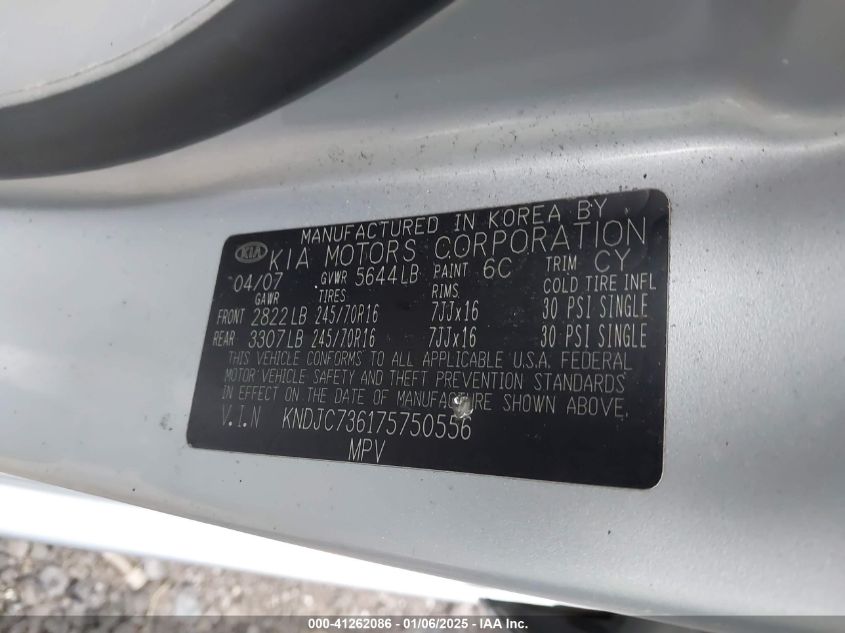 MANUFACTURED IN KOREA BY
KIA KIA MOTORS CORPORATION
04/07 GVWR 5644LB PAINT 6C TRIM CY
GAWR TIRES RIMS COLD TIRE INFL
FRONT 2822LB 245/70R16 7JJx16 30 PSI SINGLE
REAR 3307LB 245/70R16 7JJx16 30 PSI SINGLE
THIS VEHICLE CONFORMS TO ALL APPLICABLE U.S.A. FEDERAL
MOTOR VEHICLE SAFETY AND THEFT PREVENTION STANDARDS
IN EFFECT ON THE DATE OF MANUFACTURE SHOWN ABOVE.
V.I.N KNDJC736175750556
MPV
000-41262086 - 01/06/2025 - IAA Inc.